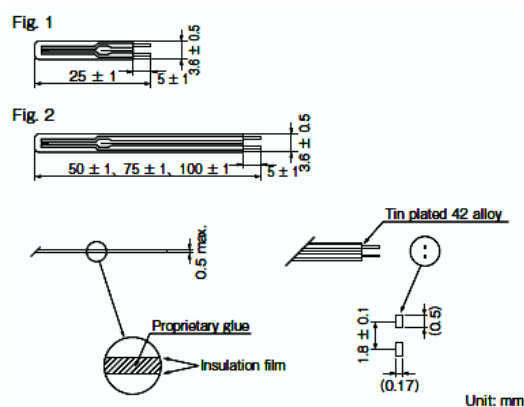 Fig. 1
3.6 ± 0.5
25 ± 1
5 ± 1
Fig. 2
3.6 ± 0.5
50 ± 1、75 ± 1、100 ± 1
5 ± 1
Tin plated 42 alloy
0.5 max.
Proprietary glue
Insulation film
1.8 ± 0.1
(0.5)
(0.17)
Unit: mm